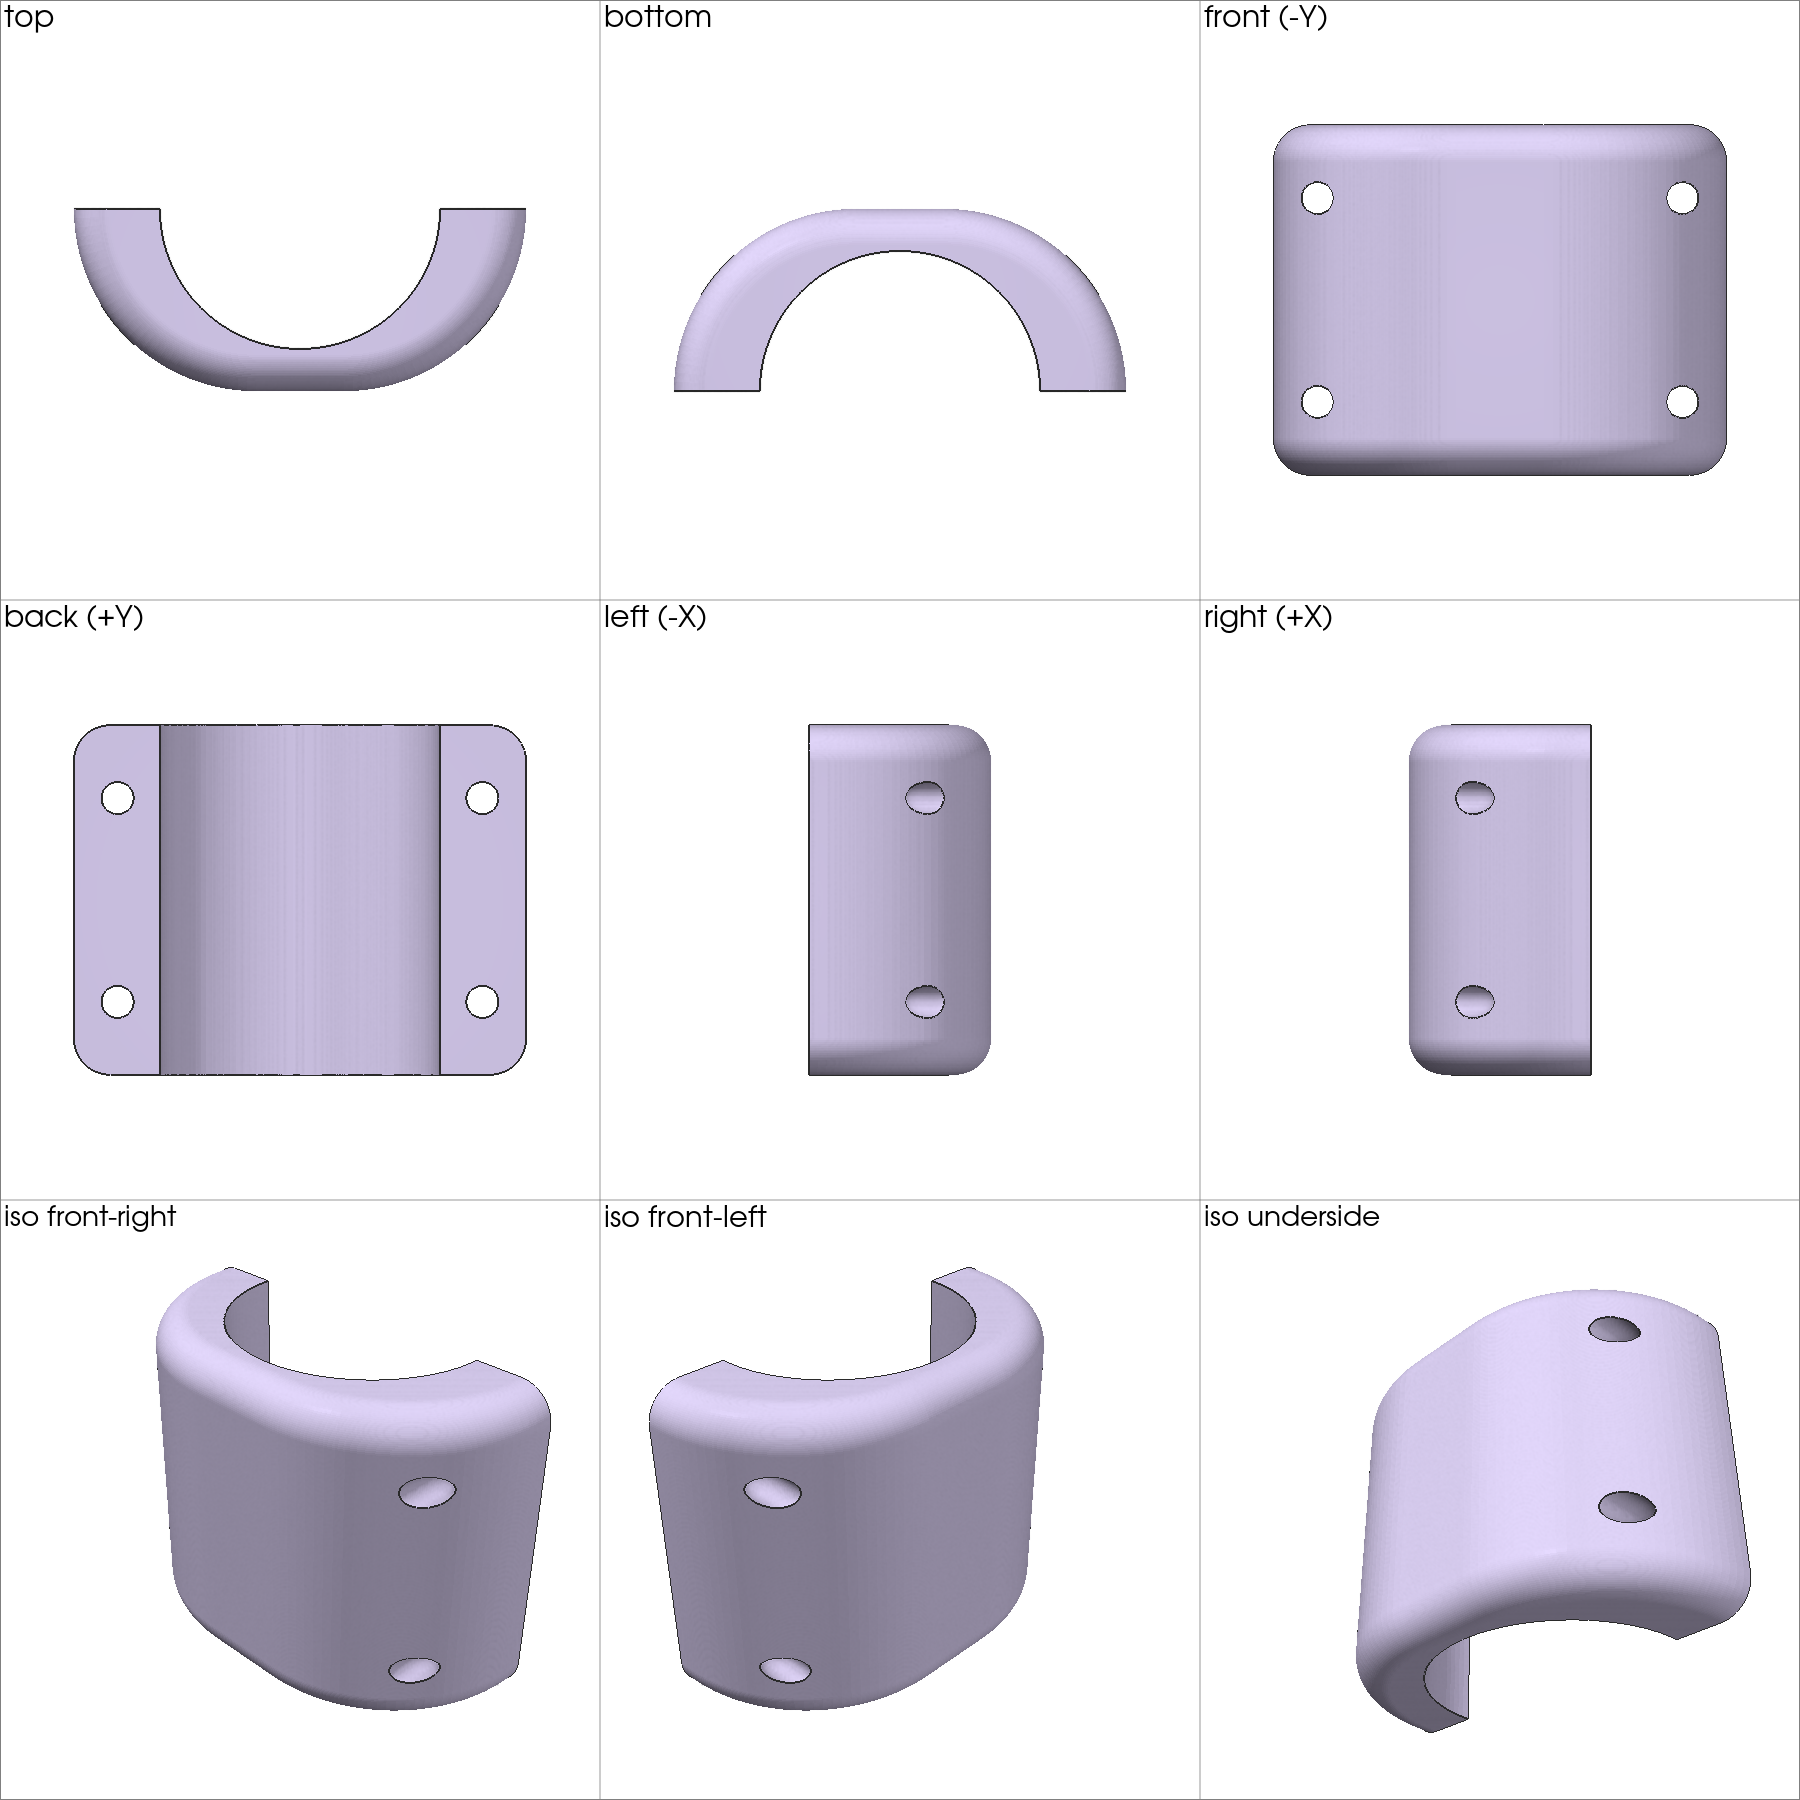 top
bottom
front (-Y)
back (+Y)
left (-X)
right (+X)
iso front-right
iso front-left
iso underside